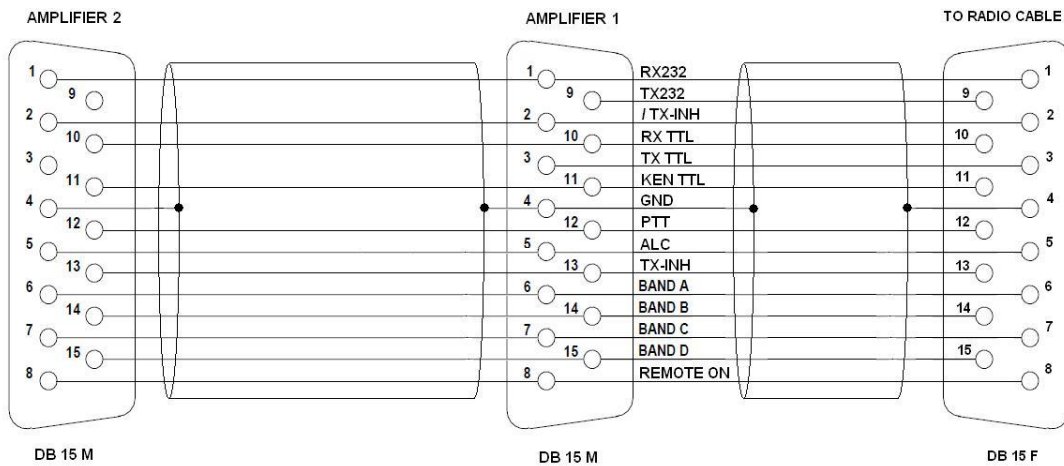 AMPLIFIER 2 AMPLIFIER 1 TO RADIO CABLE
1 1 RX232 1
9 9 TX232 9
2 2 / TX-INH 2
10 10 RX TTL 10
3 3 TX TTL 3
11 11 KEN TTL 11
4 4 GND 4
12 12 PTT 12
5 5 ALC 5
13 13 TX-INH 13
6 6 BAND A 6
14 14 BAND B 14
7 7 BAND C 7
15 15 BAND D 15
8 8 REMOTE ON 8
DB 15 M DB 15 M DB 15 F